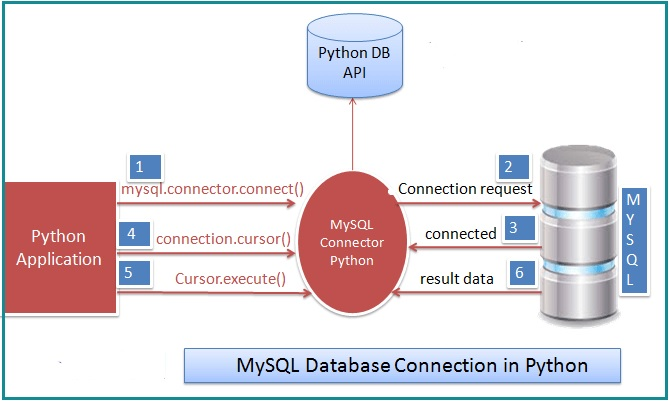 Python DB
API
1
mysql.connector.connect()
2
Connection request
Python
Application
4
connection.cursor()
MySQL
Connector
Python
connected
3
5
Cursor.execute()
result data
6
M
Y
S
Q
L
MySQL Database Connection in Python